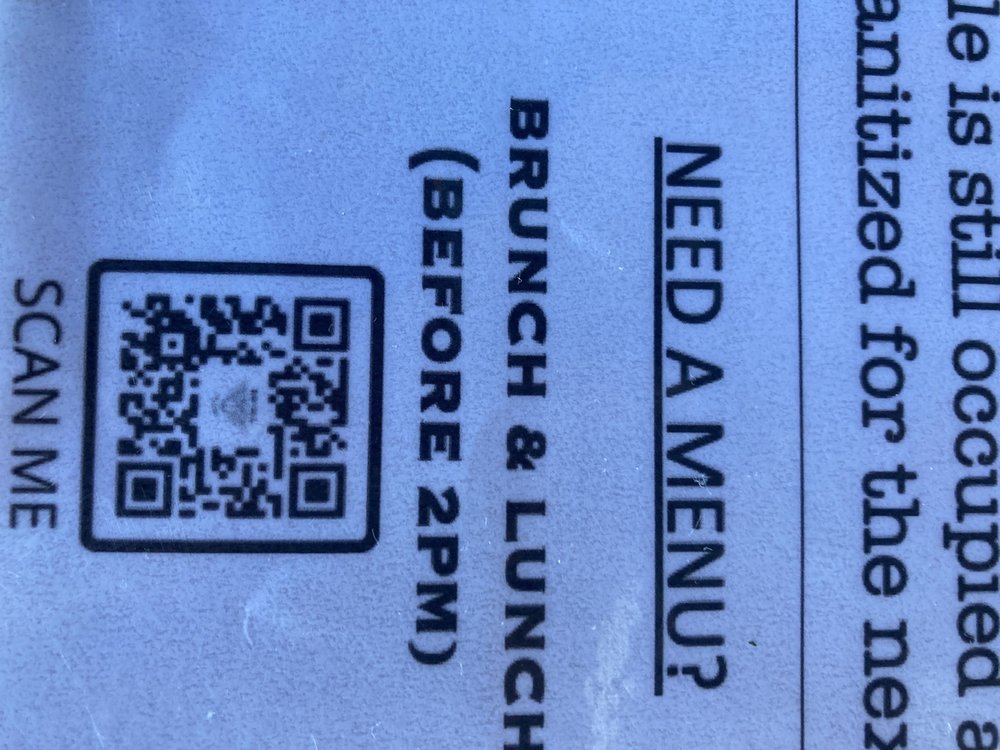 le is still occupied a
anitized for the nex
NEED A MENU?
BRUNCH & LUNCH
(BEFORE 2PM)
SCAN ME